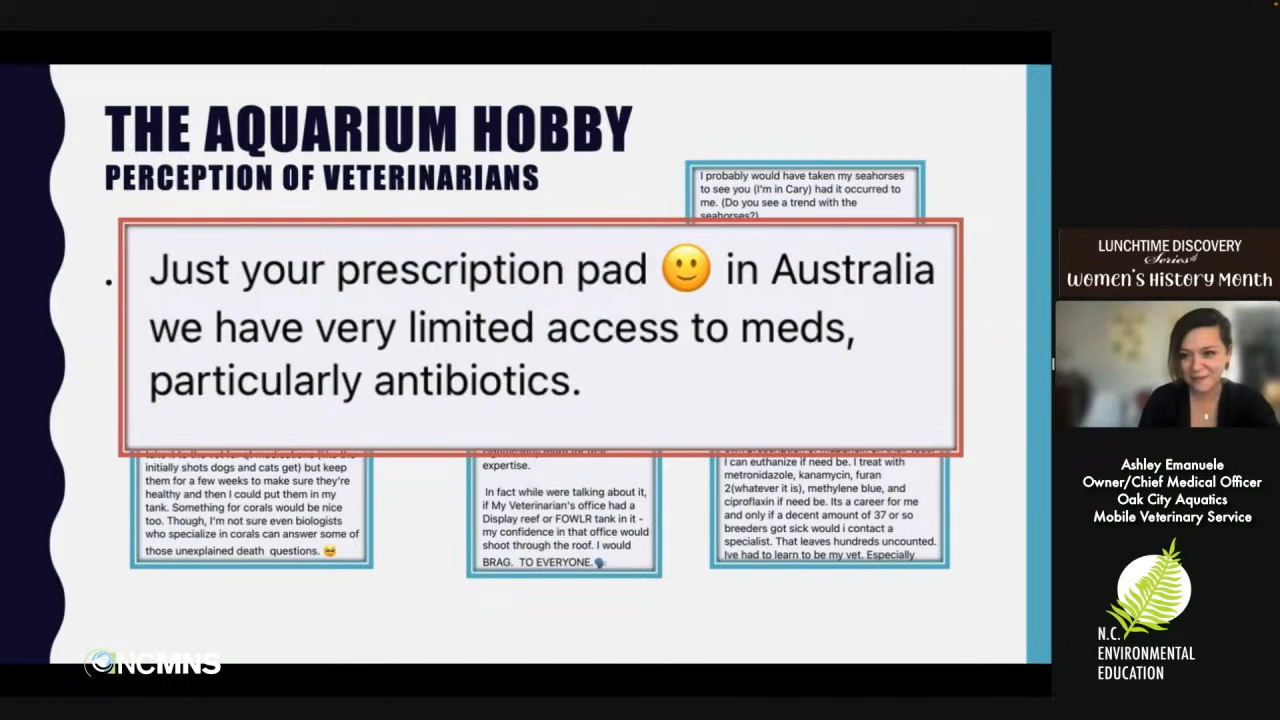 THE AQUARIUM HOBBY
PERCEPTION OF VETERINARIANS
I probably would have taken my seahorses
to see you (I'm in Cary) had it occurred to
me. (Do you see a trend with the
seahorses?)
Just your prescription pad 🙂 in Australia
we have very limited access to meds,
particularly antibiotics.
initially shots dogs and cats get) but keep
them for a few weeks to make sure they're
healthy and then I could put them in my
tank. Something for corals would be nice
too. Though, I'm not sure even biologists
who specialize in corals can answer some of
those unexplained death questions. 🥺
expertise.
In fact while were talking about it,
if My Veterinarian's office had a
Display reef or FOWLR tank in it -
my confidence in that office would
shoot through the roof. I would
BRAG. TO EVERYONE.🗣
I can euthanize if need be. I treat with
metronidazole, kanamycin, furan
2(whatever it is), methylene blue, and
ciproflaxin if need be. Its a career for me
and only if a decent amount of 37 or so
breeders got sick would i contact a
specialist. That leaves hundreds uncounted.
Ive had to learn to be my vet. Especially
NCMNS
LUNCHTIME DISCOVERY
Series
Women's History Month
Ashley Emanuele
Owner/Chief Medical Officer
Oak City Aquatics
Mobile Veterinary Service
N.C.
ENVIRONMENTAL
EDUCATION